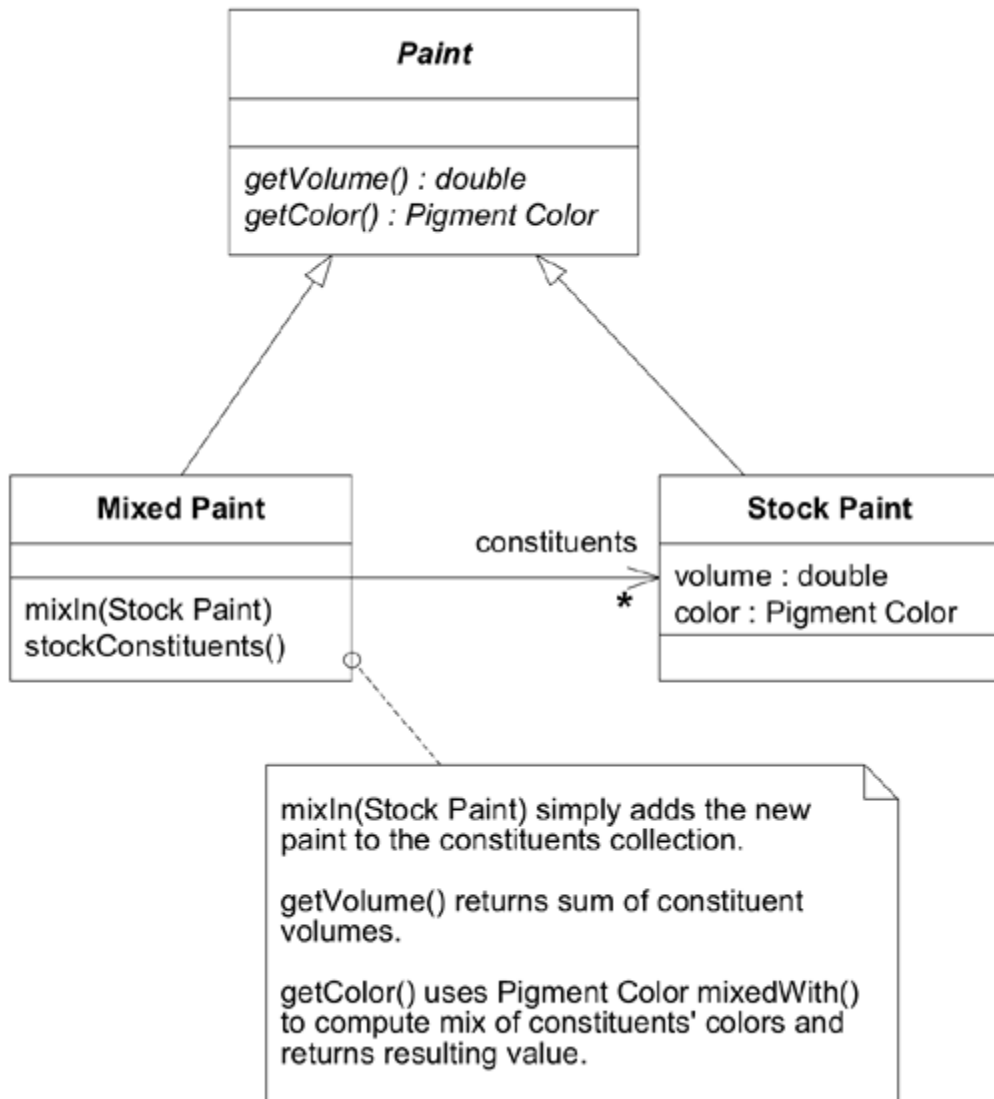 Paint
getVolume() : double
getColor() : Pigment Color
Mixed Paint
mixIn(Stock Paint)
stockConstituents()
constituents
*
Stock Paint
volume : double
color : Pigment Color
mixIn(Stock Paint) simply adds the new
paint to the constituents collection.
getVolume() returns sum of constituent
volumes.
getColor() uses Pigment Color mixedWith()
to compute mix of constituents' colors and
returns resulting value.